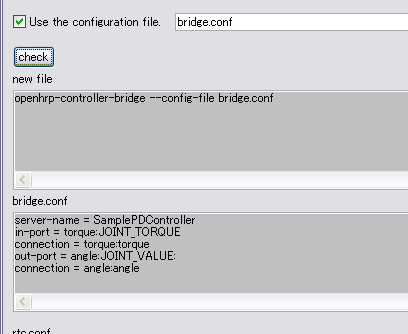 Use the configuration file.
bridge.conf
check
new file
openhrp-controller-bridge --config-file bridge.conf
bridge.conf
server-name = SamplePDController
in-port = torque:JOINT_TORQUE
connection = torque:torque
out-port = angle:JOINT_VALUE:
connection = angle:angle
rtc.conf